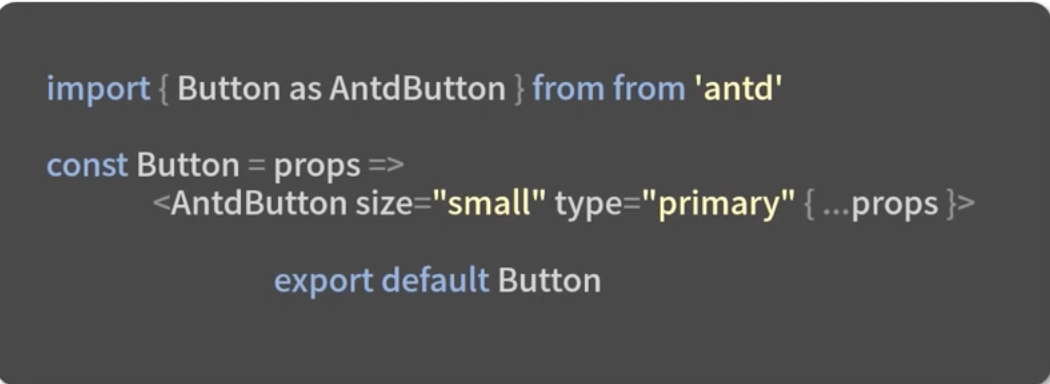 import { Button as AntdButton } from from 'antd'
const Button = props =>
<AntdButton size="small" type="primary" { ...props }>
export default Button